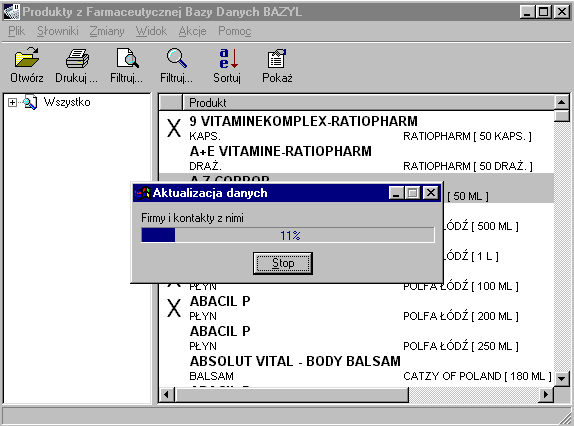 Produkty z Farmaceutycznej Bazy Danych BAZYL
Plik Słowniki Zmiany Widok Akcje Pomoc
Otwórz Drukuj ... Filtruj... Filtruj... Sortuj Pokaż
Wszystko
Produkt
X 9 VITAMINEKOMPLEX-RATIOPHARM
KAPS. RATIOPHARM [ 50 KAPS. ]
A+E VITAMINE-RATIOPHARM
DRAŻ. RATIOPHARM [ 50 DRAŻ. ]
[ 50 ML ]
Aktualizacja danych
Firmy i kontakty z nimi
ŁÓDŹ [ 500 ML ]
11%
ŁÓDŹ [ 1 L ]
Stop
PŁYN POLFA ŁÓDŹ [ 100 ML ]
X ABACIL P
PŁYN POLFA ŁÓDŹ [ 200 ML ]
ABACIL P
PŁYN POLFA ŁÓDŹ [ 250 ML ]
ABSOLUT VITAL - BODY BALSAM
BALSAM CATZY OF POLAND [ 180 ML ]